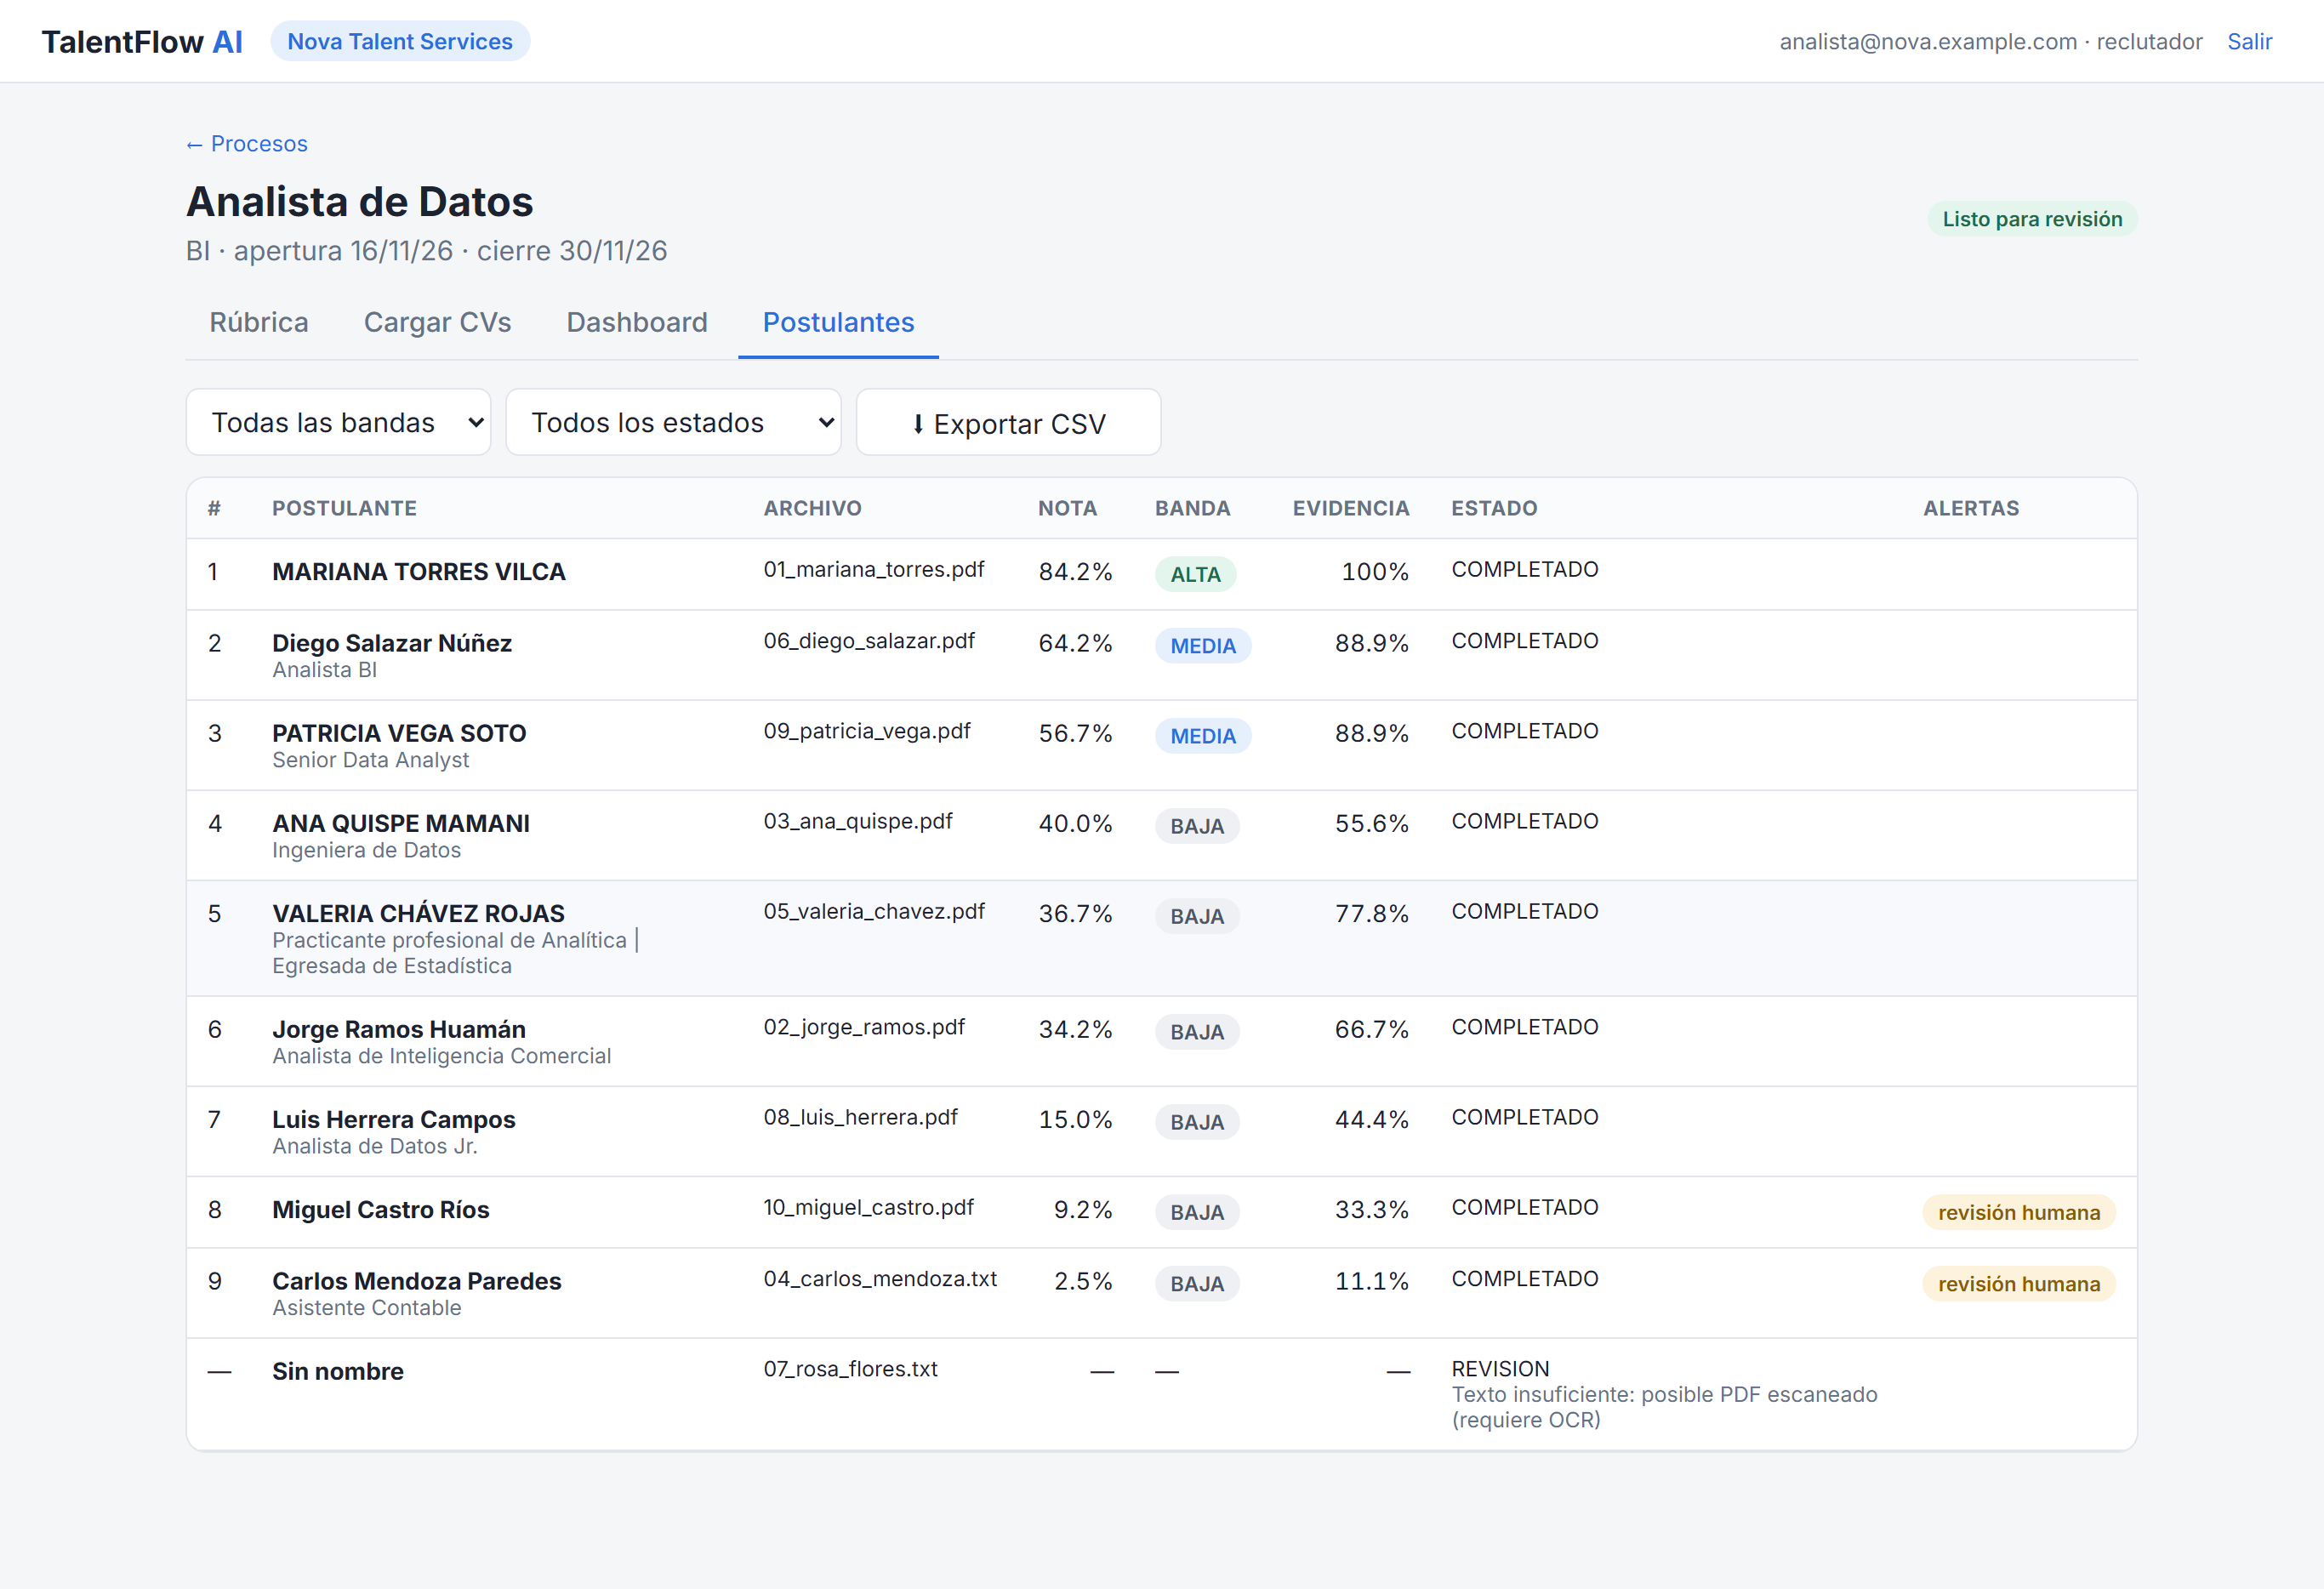 TalentFlow AI Nova Talent Services analista@nova.example.com · reclutador Salir
← Procesos
Analista de Datos
Listo para revisión
BI · apertura 16/11/26 · cierre 30/11/26
Rúbrica Cargar CVs Dashboard Postulantes
Todas las bandas Todos los estados ⬇ Exportar CSV
# POSTULANTE ARCHIVO NOTA BANDA EVIDENCIA ESTADO ALERTAS
1 MARIANA TORRES VILCA 01_mariana_torres.pdf 84.2% ALTA 100% COMPLETADO
2 Diego Salazar Núñez 06_diego_salazar.pdf 64.2% MEDIA 88.9% COMPLETADO
Analista BI
3 PATRICIA VEGA SOTO 09_patricia_vega.pdf 56.7% MEDIA 88.9% COMPLETADO
Senior Data Analyst
4 ANA QUISPE MAMANI 03_ana_quispe.pdf 40.0% BAJA 55.6% COMPLETADO
Ingeniera de Datos
5 VALERIA CHÁVEZ ROJAS 05_valeria_chavez.pdf 36.7% BAJA 77.8% COMPLETADO
Practicante profesional de Analítica |
Egresada de Estadística
6 Jorge Ramos Huamán 02_jorge_ramos.pdf 34.2% BAJA 66.7% COMPLETADO
Analista de Inteligencia Comercial
7 Luis Herrera Campos 08_luis_herrera.pdf 15.0% BAJA 44.4% COMPLETADO
Analista de Datos Jr.
8 Miguel Castro Ríos 10_miguel_castro.pdf 9.2% BAJA 33.3% COMPLETADO revisión humana
9 Carlos Mendoza Paredes 04_carlos_mendoza.txt 2.5% BAJA 11.1% COMPLETADO revisión humana
Asistente Contable
— Sin nombre 07_rosa_flores.txt — — — REVISION
Texto insuficiente: posible PDF escaneado
(requiere OCR)